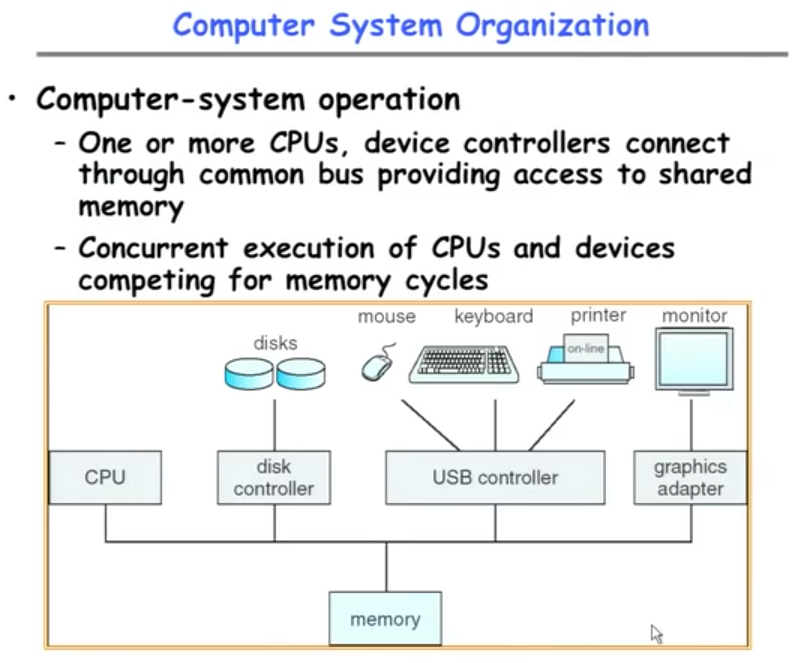 Computer System Organization
• Computer-system operation
– One or more CPUs, device controllers connect
through common bus providing access to shared
memory
– Concurrent execution of CPUs and devices
competing for memory cycles
mouse keyboard printer monitor
disks
on-line
CPU
disk
controller
USB controller
graphics
adapter
memory